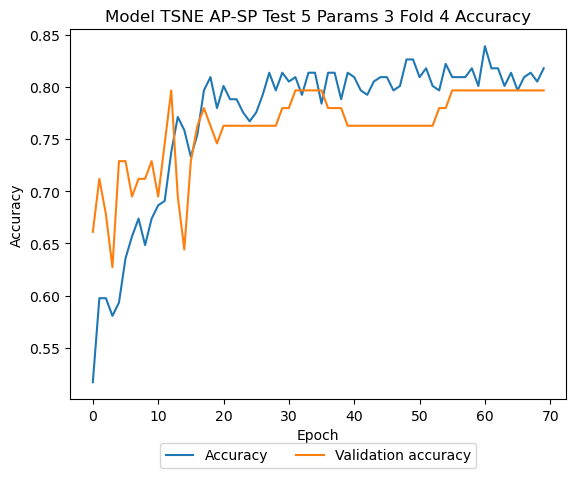 Model TSNE AP-SP Test 5 Params 3 Fold 4 Accuracy
0.85
0.80
0.75
0.70
0.65
0.60
0.55
Accuracy
0 10 20 30 40 50 60 70
Epoch
Accuracy Validation accuracy